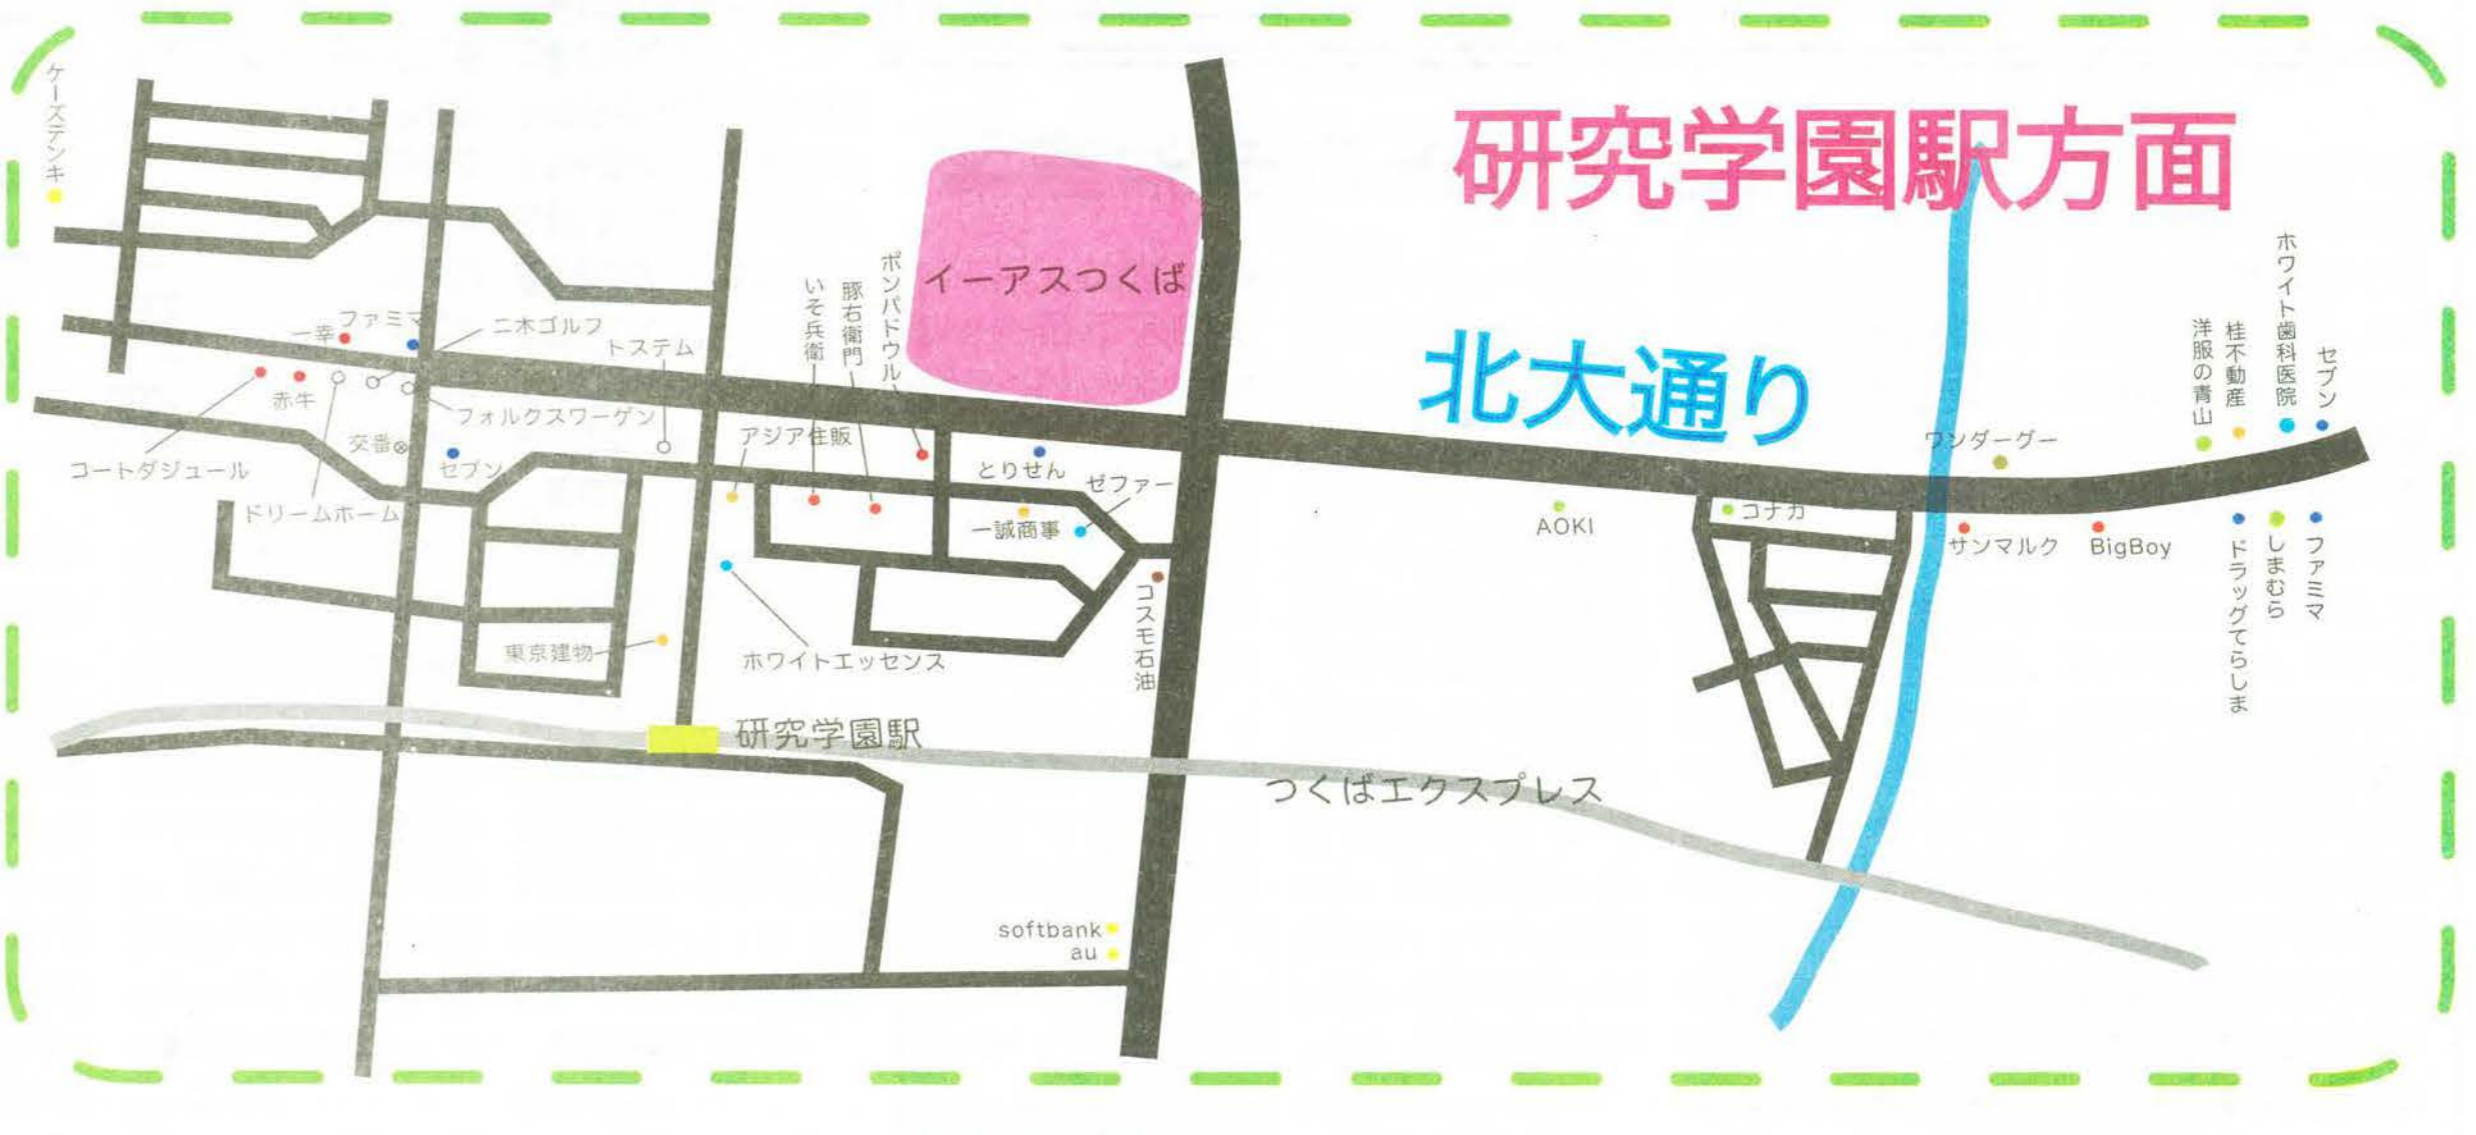 研究学園駅方面
北大通り
ケーズデンキ
一幸
ファミマ
二木ゴルフ
トステム
いそ兵衛
豚右衛門
ポンパドウル
イーアスつくば
赤牛
フォルクスワーゲン
交番
セブン
コートダジュール
ドリームホーム
アジア住販
とりせん
ゼファー
一誠商事
コスモ石油
東京建物
ホワイトエッセンス
研究学園駅
つくばエクスプレス
softbank
au
AOKI
コナカ
ワンダーグー
サンマルク
BigBoy
洋服の青山
桂不動産
ホワイト歯科医院
セブン
ドラッグてらしま
しまむら
ファミマ